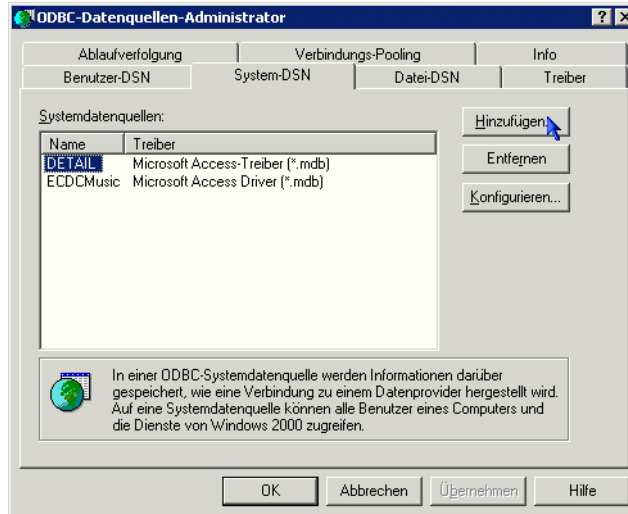 ODBC-Datenquellen-Administrator
Ablaufverfolgung Verbindungs-Pooling Info
Benutzer-DSN System-DSN Datei-DSN Treiber
Systemdatenquellen:
Hinzufügen...
Name Treiber
DETAIL Microsoft Access-Treiber (*.mdb)
Entfernen
ECDCMusic Microsoft Access Driver (*.mdb)
Konfigurieren...
In einer ODBC-Systemdatenquelle werden Informationen darüber
gespeichert, wie eine Verbindung zu einem Datenprovider hergestellt wird.
Auf eine Systemdatenquelle können alle Benutzer eines Computers und
die Dienste von Windows 2000 zugreifen.
OK Abbrechen Übernehmen Hilfe